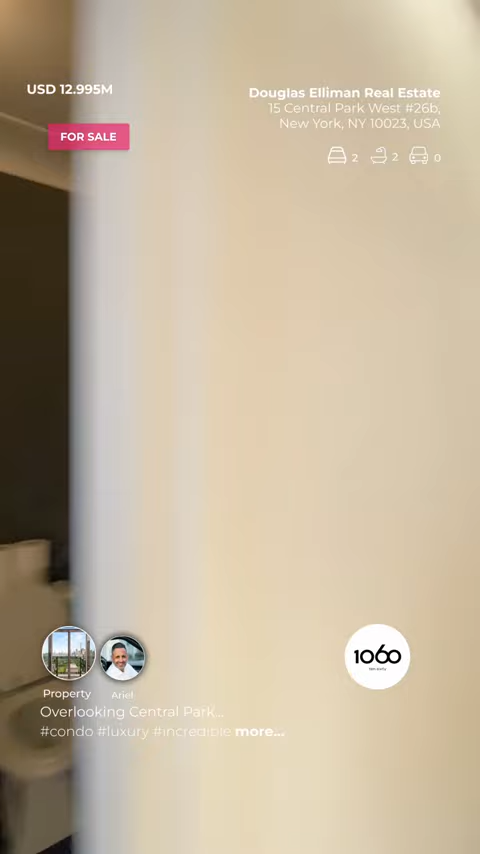 USD 12.995M
FOR SALE
Douglas Elliman Real Estate
15 Central Park West #26b,
New York, NY 10023, USA
2 2 0
1060
Property
Ariel
Overlooking Central Park...
#condo #luxury #incredible more...